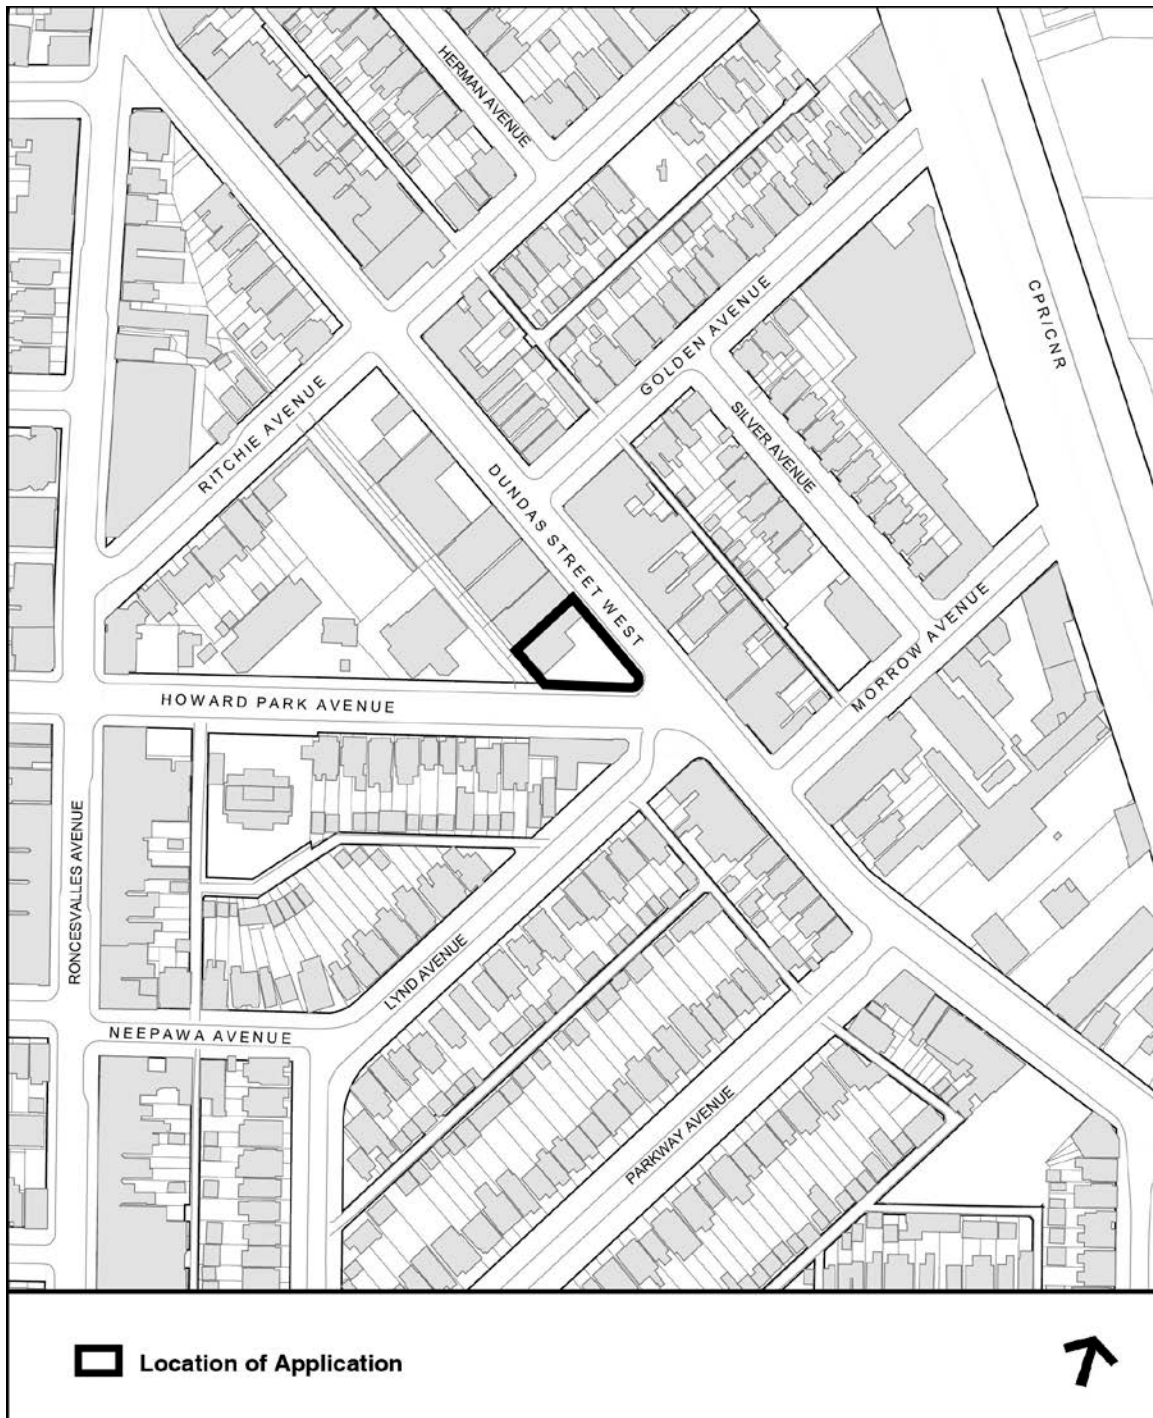 HERMAN AVENUE
CPR/CNR
GOLDEN AVENUE
RITCHIE AVENUE
SILVER AVENUE
DUNDAS STREET WEST
MORROW AVENUE
HOWARD PARK AVENUE
RONCESVALLES AVENUE
LYND AVENUE
NEEPAWA AVENUE
PARKWAY AVENUE
Location of Application